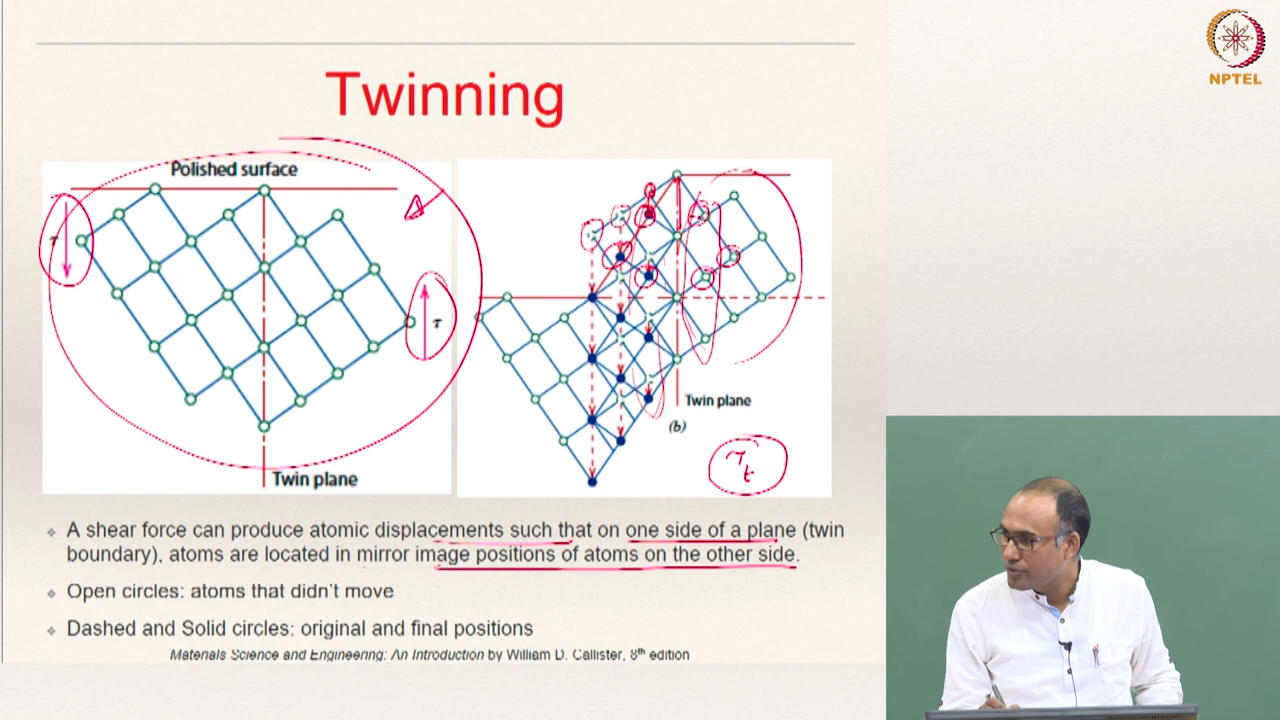 NPTEL
Twinning
Polished surface
τ
τ
Twin plane
Twin plane
(b)
τt
❖ A shear force can produce atomic displacements such that on one side of a plane (twin
boundary), atoms are located in mirror image positions of atoms on the other side.
❖ Open circles: atoms that didn't move
❖ Dashed and Solid circles: original and final positions
Materials Science and Engineering: An Introduction by William D. Callister, 8th edition